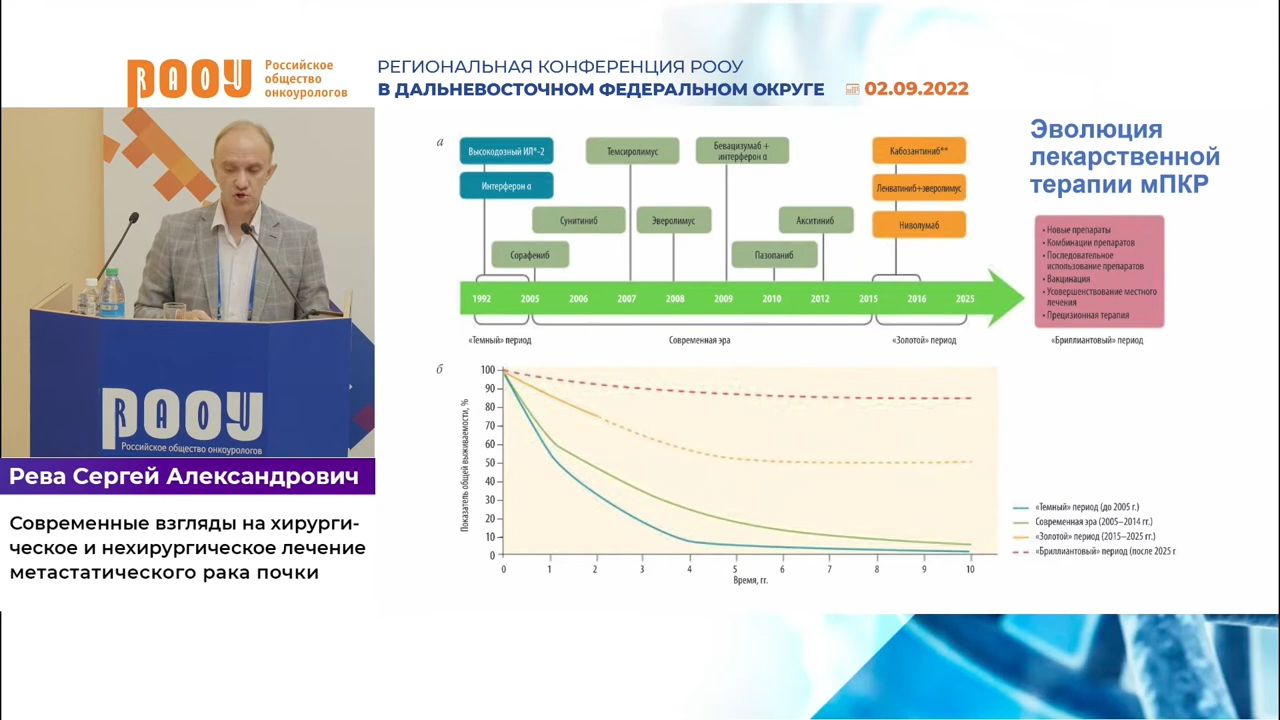 РАОУ
Российское
общество
онкоурологов
РЕГИОНАЛЬНАЯ КОНФЕРЕНЦИЯ РООУ
В ДАЛЬНЕВОСТОЧНОМ ФЕДЕРАЛЬНОМ ОКРУГЕ 02.09.2022
РАОУ
Российское общество онкоурологов
Рева Сергей Александрович
Современные взгляды на хирурги-
ческое и нехирургическое лечение
метастатического рака почки
Эволюция
лекарственной
терапии мПКР
а
Высокодозный ИЛ*-2
Темсиролимус
Бевацизумаб +
интерферон α
Кабозантиниб**
Интерферон α
Ленватиниб+эверолимус
Сунитиниб
Эверолимус
Акситиниб
Ниволумаб
Сорафениб
Пазопаниб
1992 2005 2006 2007 2008 2009 2010 2012 2015 2016 2025
«Темный» период
Современная эра
«Золотой» период
• Новые препараты
• Комбинации препаратов
• Последовательное
использование препаратов
• Вакцинация
• Усовершенствование местного
лечения
• Прецизионная терапия
«Бриллиантовый» период
б
Показатель общей выживаемости, %
100
90
80
70
60
50
40
30
20
10
0
0 1 2 3 4 5 6 7 8 9 10
Время, гг.
«Темный» период (до 2005 г.)
Современная эра (2005–2014 гг.)
«Золотой» период (2015–2025 гг.)
«Бриллиантовый» период (после 2025 г